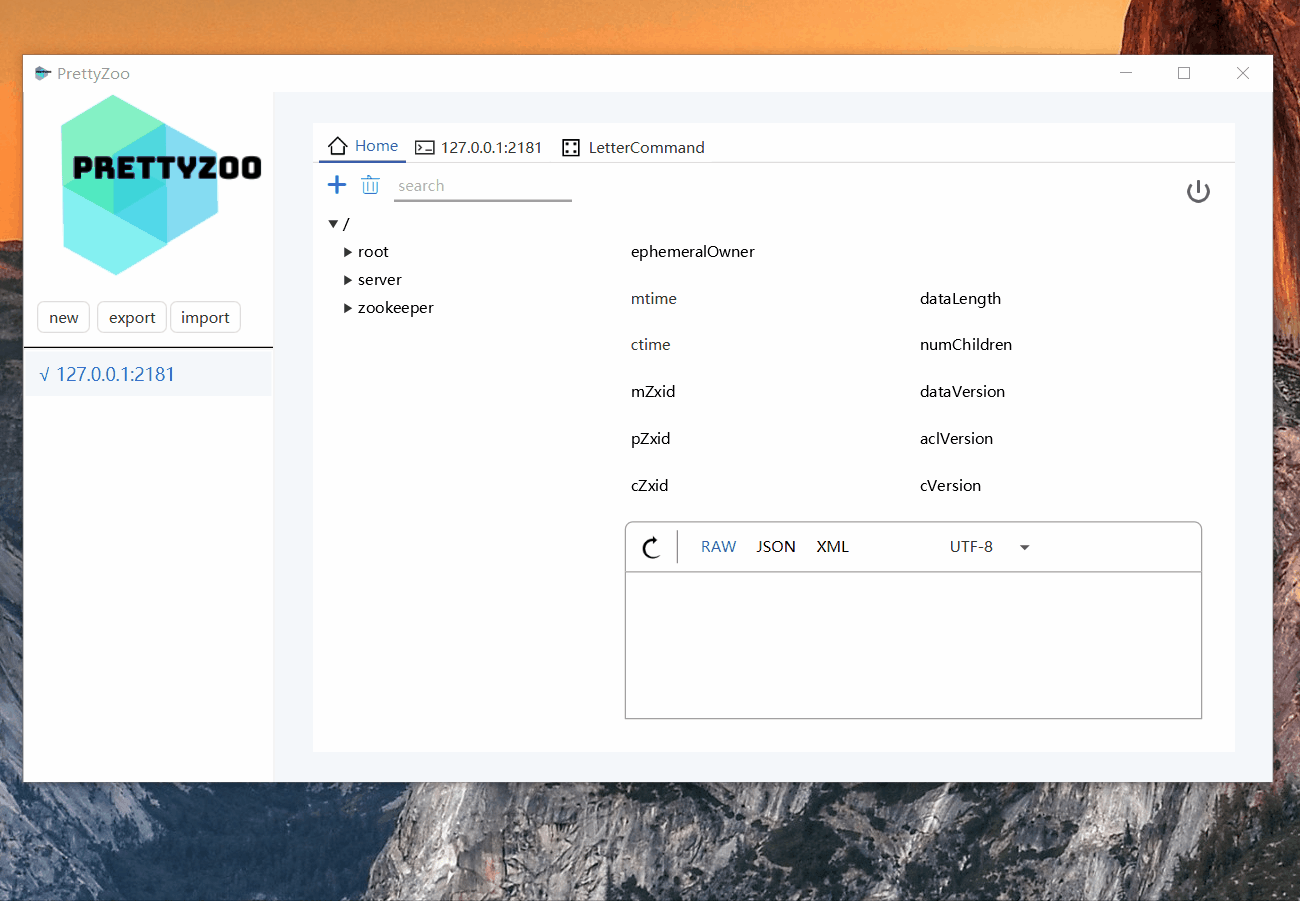 PrettyZoo
PRETTYZOO
new export import
√ 127.0.0.1:2181
Home 127.0.0.1:2181 LetterCommand
search
/
root
server
zookeeper
ephemeralOwner
mtime dataLength
ctime numChildren
mZxid dataVersion
pZxid aclVersion
cZxid cVersion
RAW JSON XML UTF-8